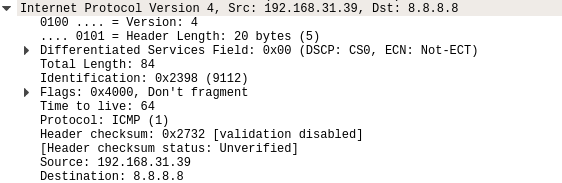 Internet Protocol Version 4, Src: 192.168.31.39, Dst: 8.8.8.8
0100 .... = Version: 4
.... 0101 = Header Length: 20 bytes (5)
Differentiated Services Field: 0x00 (DSCP: CS0, ECN: Not-ECT)
Total Length: 84
Identification: 0x2398 (9112)
Flags: 0x4000, Don't fragment
Time to live: 64
Protocol: ICMP (1)
Header checksum: 0x2732 [validation disabled]
[Header checksum status: Unverified]
Source: 192.168.31.39
Destination: 8.8.8.8